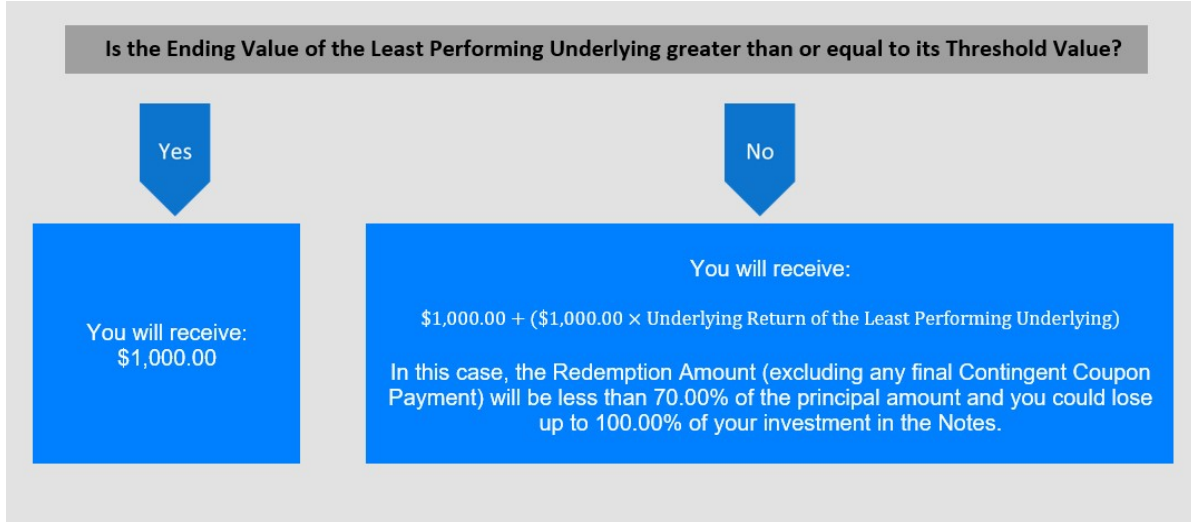 Is the Ending Value of the Least Performing Underlying greater than or equal to its Threshold Value?
Yes
No
You will receive:
$1,000.00
You will receive:
$1,000.00 + ($1,000.00 × Underlying Return of the Least Performing Underlying)
In this case, the Redemption Amount (excluding any final Contingent Coupon
Payment) will be less than 70.00% of the principal amount and you could lose
up to 100.00% of your investment in the Notes.